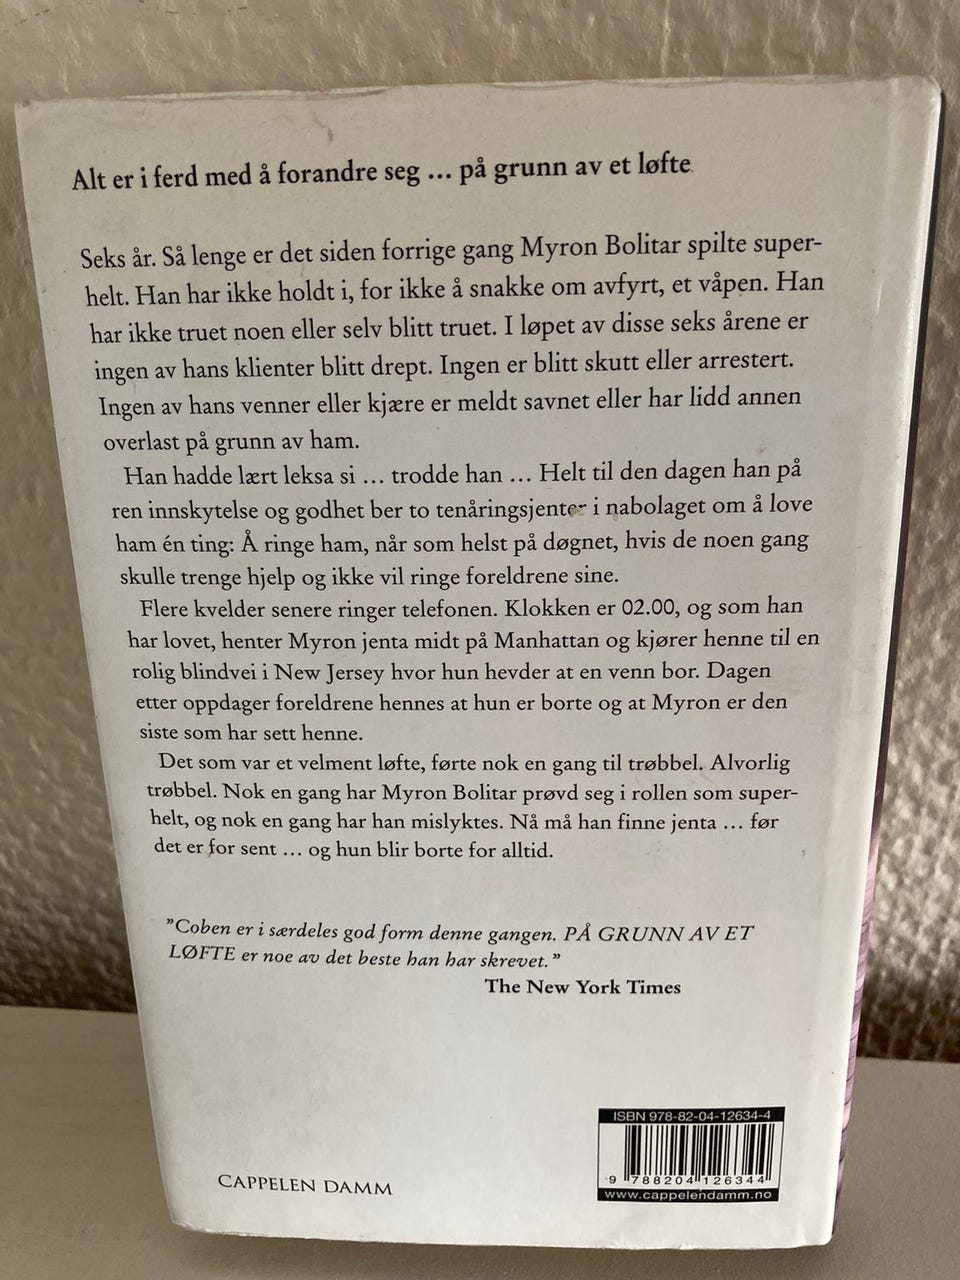 Alt er i ferd med å forandre seg ... på grunn av et løfte
Seks år. Så lenge er det siden forrige gang Myron Bolitar spilte super-
helt. Han har ikke holdt i, for ikke å snakke om avfyrt, et våpen. Han
har ikke truet noen eller selv blitt truet. I løpet av disse seks årene er
ingen av hans klienter blitt drept. Ingen er blitt skutt eller arrestert.
Ingen av hans venner eller kjære er meldt savnet eller har lidd annen
overlast på grunn av ham.
Han hadde lært leksa si ... trodde han ... Helt til den dagen han på
ren innskytelse og godhet ber to tenåringsjenter i nabolaget om å love
ham én ting: Å ringe ham, når som helst på døgnet, hvis de noen gang
skulle trenge hjelp og ikke vil ringe foreldrene sine.
Flere kvelder senere ringer telefonen. Klokken er 02.00, og som han
har lovet, henter Myron jenta midt på Manhattan og kjører henne til en
rolig blindvei i New Jersey hvor hun hevder at en venn bor. Dagen
etter oppdager foreldrene hennes at hun er borte og at Myron er den
siste som har sett henne.
Det som var et velment løfte, førte nok en gang til trøbbel. Alvorlig
trøbbel. Nok en gang har Myron Bolitar prøvd seg i rollen som super-
helt, og nok en gang har han mislyktes. Nå må han finne jenta ... før
det er for sent ... og hun blir borte for alltid.
"Coben er i særdeles god form denne gangen. PÅ GRUNN AV ET
LØFTE er noe av det beste han har skrevet."
The New York Times
ISBN 978-82-04-12634-4
9 788204 126344
www.cappelendamm.no
CAPPELEN DAMM